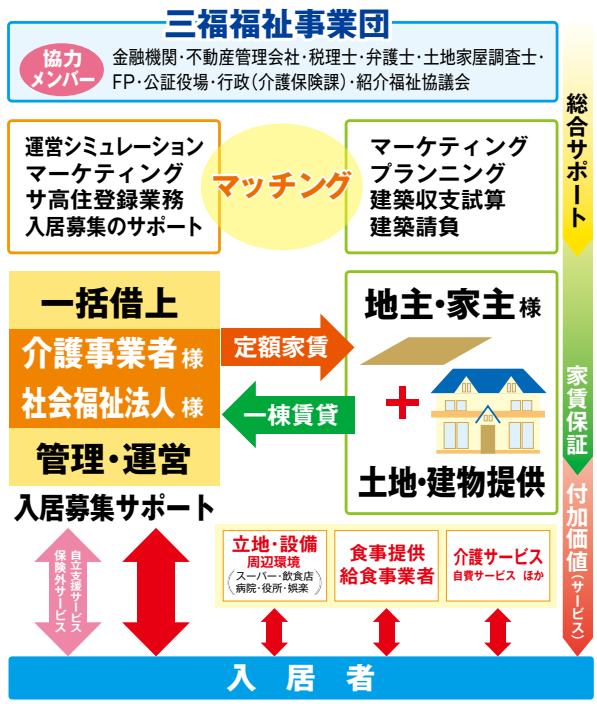 三福福祉事業団
協力
メンバー
金融機関・不動産管理会社・税理士・弁護士・土地家屋調査士・
FP・公証役場・行政(介護保険課)・紹介福祉協議会
運営シミュレーション
マーケティング
サ高住登録業務
入居募集のサポート
マッチング
マーケティング
プランニング
建築収支試算
建築請負
総合サポート
一括借上
介護事業者 様
社会福祉法人 様
管理・運営
入居募集サポート
定額家賃
一棟賃貸
地主・家主 様
土地・建物提供
家賃保証
付加価値(サービス)
自立支援サービス
保険外サービス
立地・設備
周辺環境
(スーパー・飲食店
病院・役所・娯楽)
食事提供
給食事業者
介護サービス
自費サービス ほか
入居者